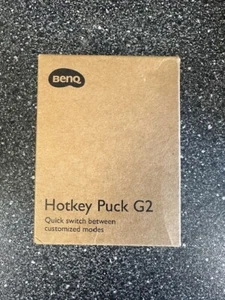 BenQ
Hotkey Puck G2
Quick switch between
customized modes